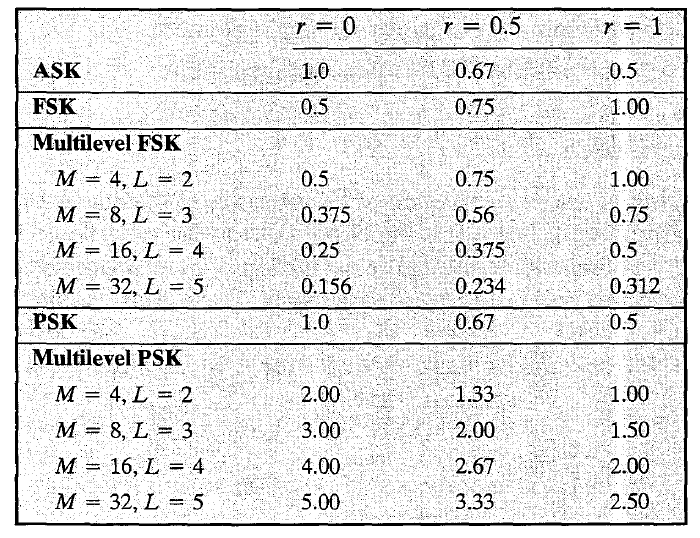 r = 0 r = 0.5 r = 1
ASK 1.0 0.67 0.5
FSK 0.5 0.75 1.00
Multilevel FSK
M = 4, L = 2 0.5 0.75 1.00
M = 8, L = 3 0.375 0.56 0.75
M = 16, L = 4 0.25 0.375 0.5
M = 32, L = 5 0.156 0.234 0.312
PSK 1.0 0.67 0.5
Multilevel PSK
M = 4, L = 2 2.00 1.33 1.00
M = 8, L = 3 3.00 2.00 1.50
M = 16, L = 4 4.00 2.67 2.00
M = 32, L = 5 5.00 3.33 2.50